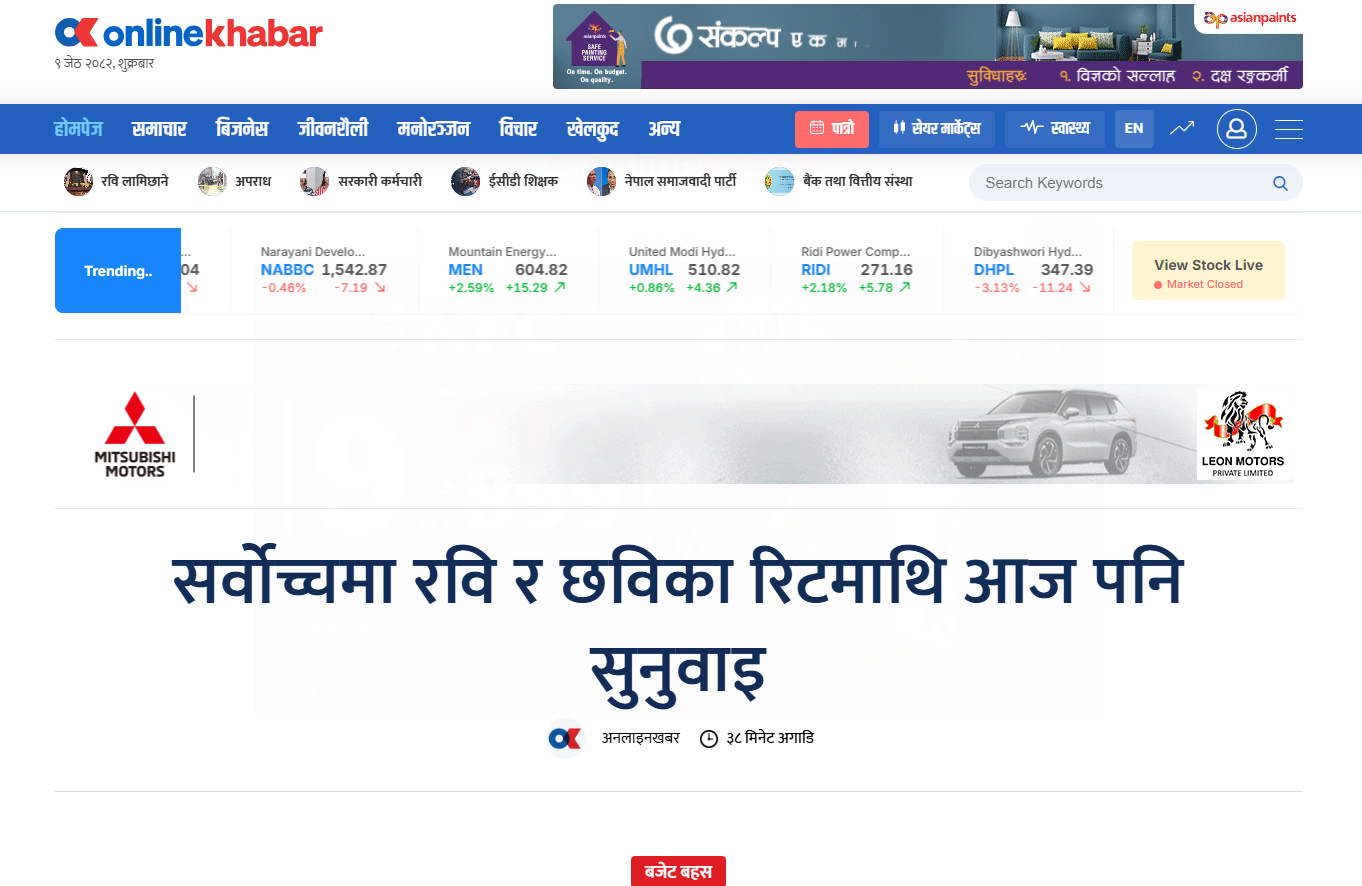 onlinekhabar
९ जेठ २०८२, शुक्रबार
asianpaints
asianpaints
SAFE
PAINTING
SERVICE
On time. On budget.
On quality.
संकल्प एक म
सुविधाहरुः १. विज्ञको सल्लाह २. दक्ष रङ्गकर्मी
होमपेज समाचार बिजनेस जीवनशैली मनोरञ्जन विचार खेलकुद अन्य पात्रो सेयर मार्केट्स स्वास्थ्य EN
रवि लामिछाने अपराध सरकारी कर्मचारी ईसीडी शिक्षक नेपाल समाजवादी पार्टी बैंक तथा वित्तीय संस्था Search Keywords
Trending..
... 04
Narayani Develo...
NABBC 1,542.87
-0.46% -7.19
Mountain Energy...
MEN 604.82
+2.59% +15.29
United Modi Hyd...
UMHL 510.82
+0.86% +4.36
Ridi Power Comp...
RIDI 271.16
+2.18% +5.78
Dibyashwori Hyd...
DHPL 347.39
-3.13% -11.24
View Stock Live
Market Closed
MITSUBISHI
MOTORS
LEON MOTORS
PRIVATE LIMITED
सर्वोच्चमा रवि र छविका रिटमाथि आज पनि
सुनुवाइ
अनलाइनखबर ३८ मिनेट अगाडि
बजेट बहस